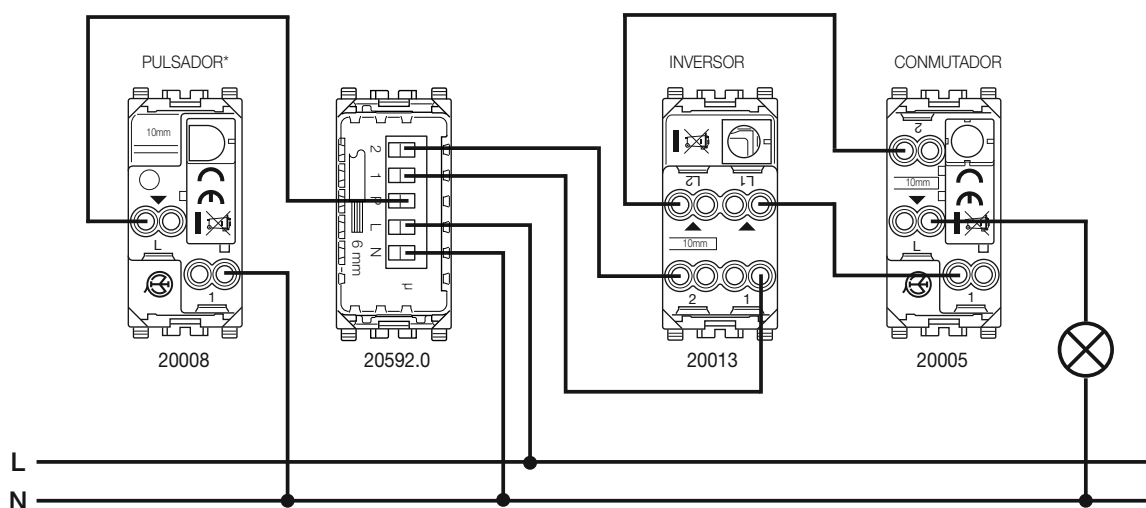 PULSADOR*
INVERSOR
CONMUTADOR
10mm
L
1
2
1
P
L
N
6 mm
µ
L2
L1
10mm
2
1
2
10mm
L
1
20008
20592.0
20013
20005
L
N